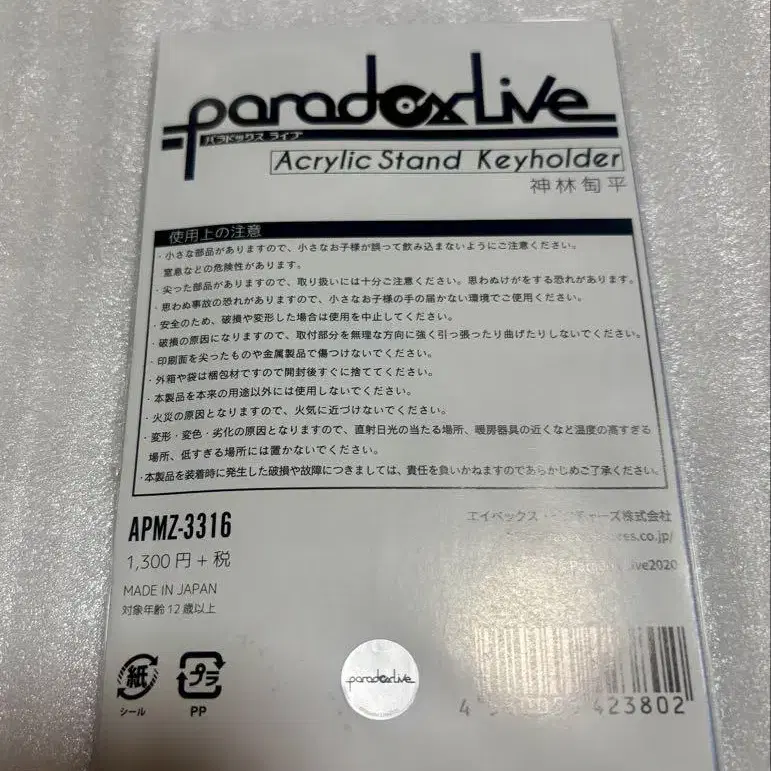 paradoxLive
パラドックス ライブ
Acrylic Stand Keyholder
神林匋平
使用上の注意
・小さな部品がありますので、小さなお子様が誤って飲み込まないようにご注意ください。
窒息などの危険性があります。
・尖った部品がありますので、取り扱いには十分ご注意ください。思わぬけがをする恐れがあります。
・思わぬ事故の恐れがありますので、小さなお子様の手の届かない環境でご使用ください。
・安全のため、破損や変形した場合は使用を中止してください。
・破損の原因になりますので、取付部分を無理な方向に強く引っ張ったり曲げたりしないでください。
・印刷面を尖ったものや金属製品で傷つけないでください。
・外箱や袋は梱包材ですので開封後すぐに捨ててください。
・本製品を本来の用途以外には使用しないでください。
・火災の原因となりますので、火気に近づけないでください。
・変形・変色・劣化の原因となりますので、直射日光の当たる場所、暖房器具の近くなど温度の高すぎる
場所、低すぎる場所には置かないでください。
・本製品を装着時に発生した破損や故障につきましては、責任を負いかねますのであらかじめご了承ください。
APMZ-3316
エイベックス・ チャーズ株式会社
1,300円+税
res.co.jp/
MADE IN JAPAN
Live2020
対象年齢12歳以上
紙
シール
プラ
PP
paradoxLive
4 423802